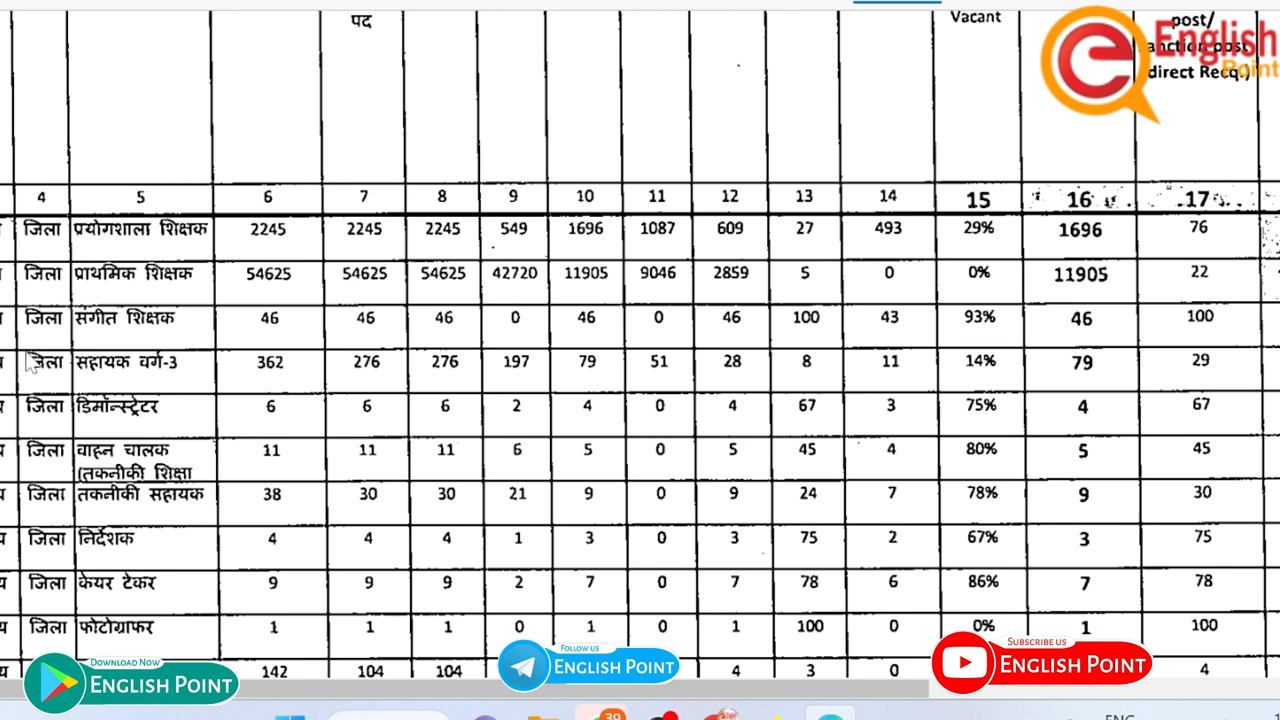 पद
Vacant
post/
English
Point
direct Recq.)
4 5 6 7 8 9 10 11 12 13 14 15 16 17
जिला प्रयोगशाला शिक्षक 2245 2245 2245 549 1696 1087 609 27 493 29% 1696 76
जिला प्राथमिक शिक्षक 54625 54625 54625 42720 11905 9046 2859 5 0 0% 11905 22
जिला संगीत शिक्षक 46 46 46 0 46 0 46 100 43 93% 46 100
जिला सहायक वर्ग-3 362 276 276 197 79 51 28 8 11 14% 79 29
जिला डिमॉन्स्ट्रेटर 6 6 6 2 4 0 4 67 3 75% 4 67
जिला वाहन चालक 11 11 11 6 5 0 5 45 4 80% 5 45
(तकनीकी शिक्षा
जिला तकनीकी सहायक 38 30 30 21 9 0 9 24 7 78% 9 30
जिला निर्देशक 4 4 4 1 3 0 3 75 2 67% 3 75
जिला केयर टेकर 9 9 9 2 7 0 7 78 6 86% 7 78
जिला फोटोग्राफर 1 1 1 0 1 0 1 100 0 0% 1 100
142 104 104 4 3 0 4
DOWNLOAD NOW
ENGLISH POINT
FOLLOW US
ENGLISH POINT
SUBSCRIBE US
ENGLISH POINT
39
ENG